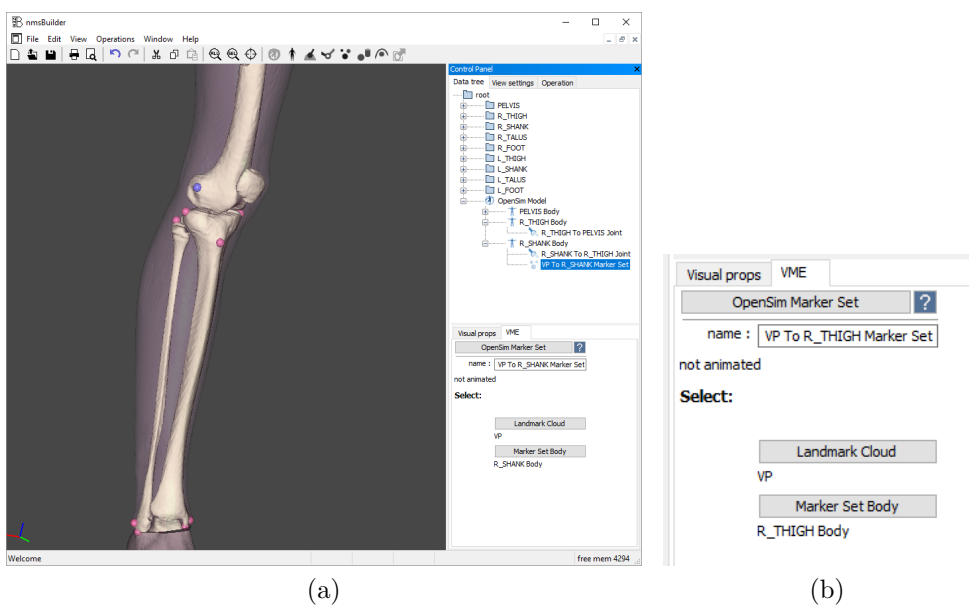 nmsBuilder
File Edit View Operations Window Help
Control Panel
Data tree View settings Operation
root
PELVIS
R_THIGH
R_SHANK
R_TALUS
R_FOOT
L_THIGH
L_SHANK
L_TALUS
L_FOOT
OpenSim Model
PELVIS Body
R_THIGH Body
R_THIGH To PELVIS Joint
R_SHANK Body
R_SHANK To R_THIGH Joint
VP To R_SHANK Marker Set
Visual props VME
OpenSim Marker Set ?
name : VP To R_SHANK Marker Set
not animated
Select:
Landmark Cloud
VP
Marker Set Body
R_SHANK Body
Welcome
free mem 4294
(a)
Visual props VME
OpenSim Marker Set ?
name : VP To R_THIGH Marker Set
not animated
Select:
Landmark Cloud
VP
Marker Set Body
R_THIGH Body
(b)